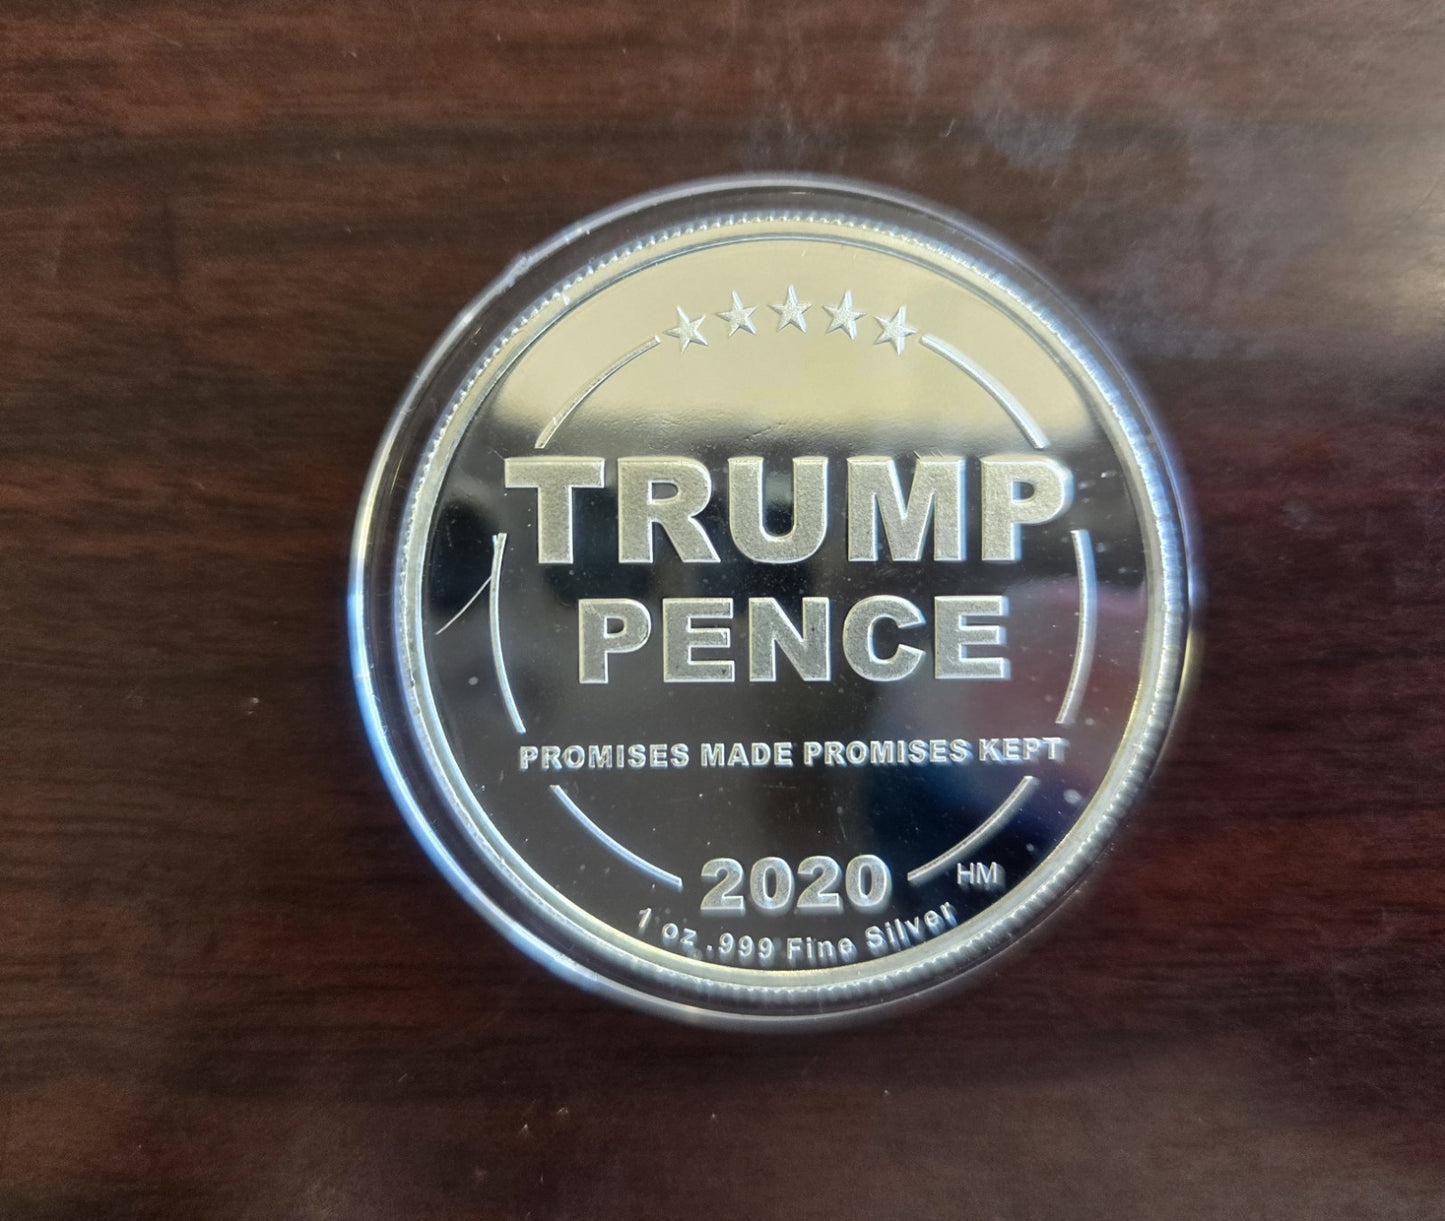 TRUMP
PENCE
PROMISES MADE PROMISES KEPT
2020
HM
1 oz .999 Fine Silver